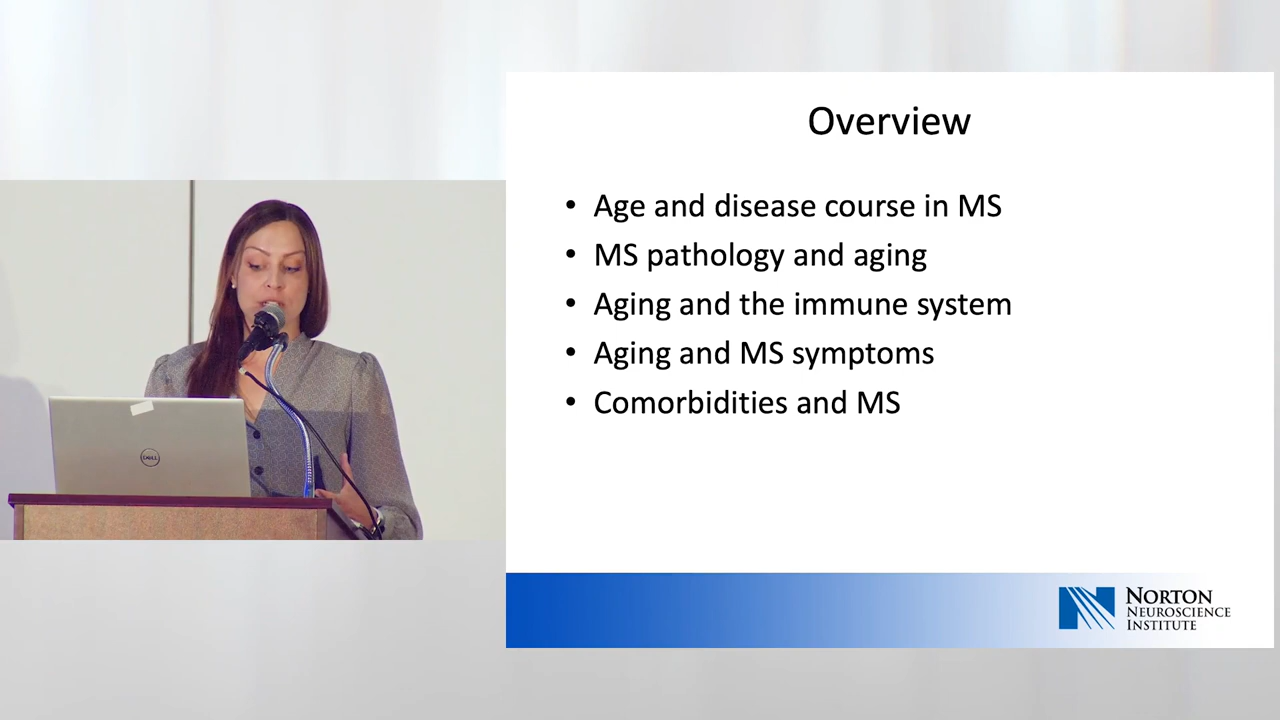 Overview
• Age and disease course in MS
• MS pathology and aging
• Aging and the immune system
• Aging and MS symptoms
• Comorbidities and MS
NORTON
NEUROSCIENCE
INSTITUTE
DELL